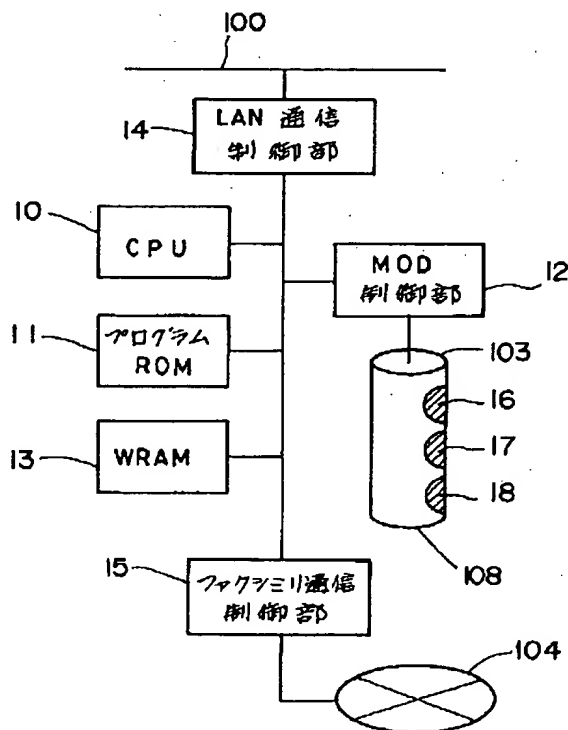 100
14
LAN 通信
制御部
10
CPU
MOD
制御部
12
11
プログラム
ROM
103
16
13
WRAM
17
18
108
15
ファクシミリ通信
制御部
104